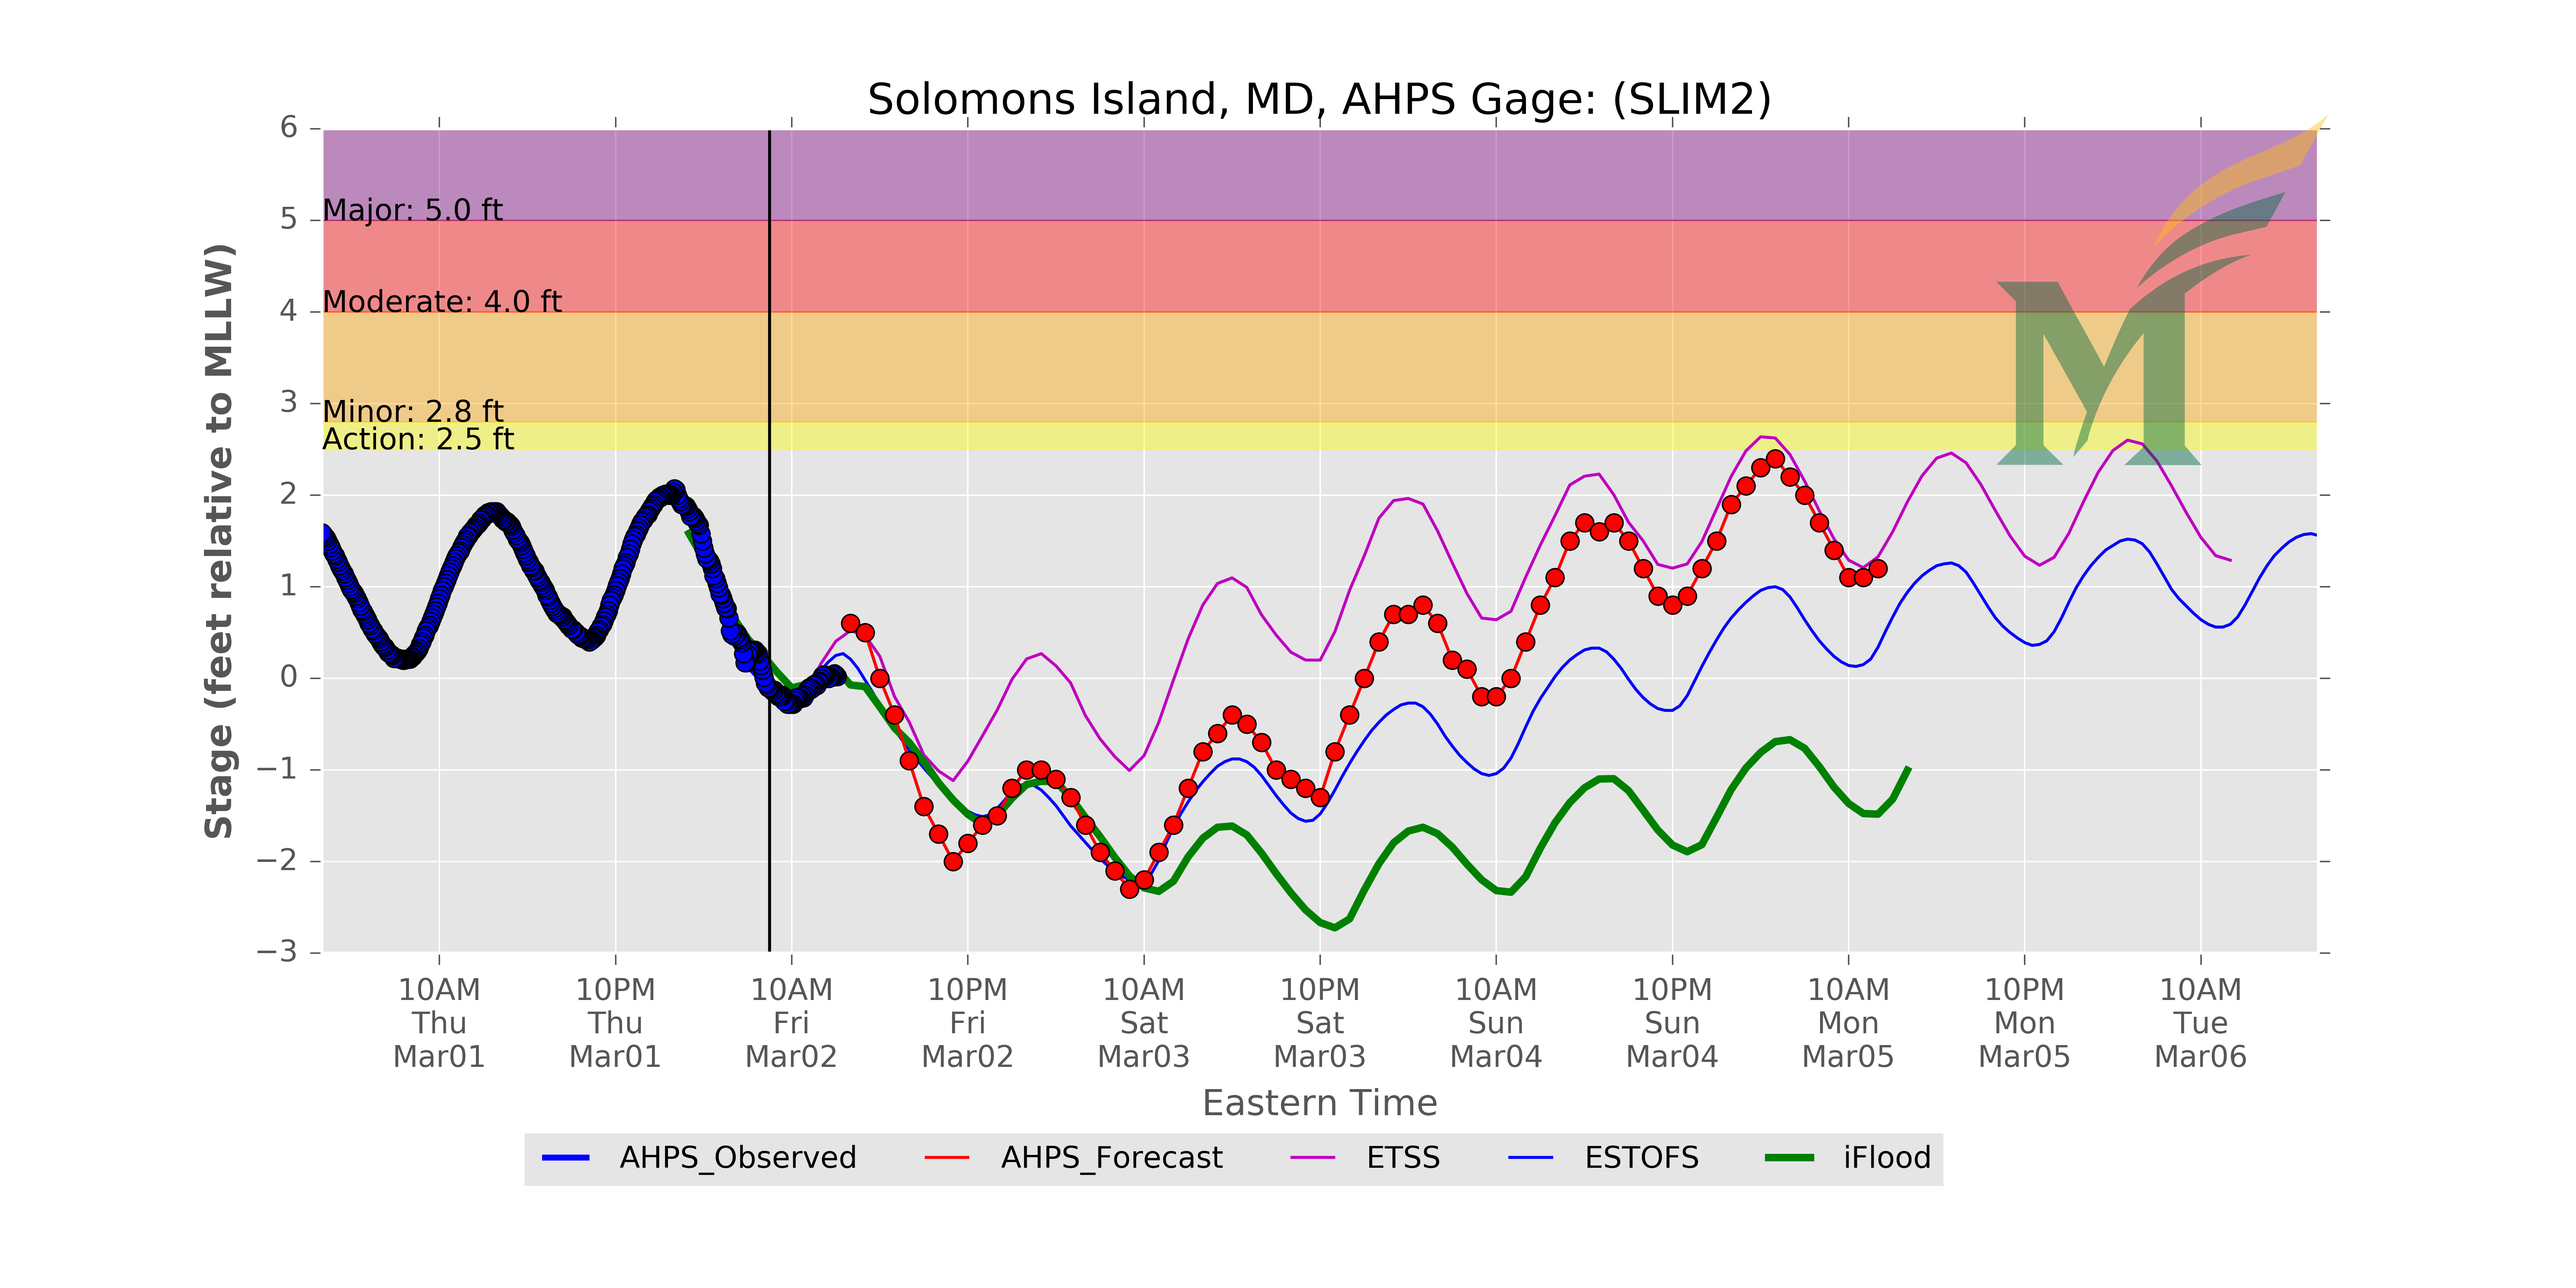 Solomons Island, MD, AHPS Gage: (SLIM2)
Stage (feet relative to MLLW)
6
5
4
3
2
1
0
−1
−2
−3
Major: 5.0 ft
Moderate: 4.0 ft
Minor: 2.8 ft
Action: 2.5 ft
M
10AM Thu Mar01
10PM Thu Mar01
10AM Fri Mar02
10PM Fri Mar02
10AM Sat Mar03
10PM Sat Mar03
10AM Sun Mar04
10PM Sun Mar04
10AM Mon Mar05
10PM Mon Mar05
10AM Tue Mar06
Eastern Time
AHPS_Observed AHPS_Forecast ETSS ESTOFS iFlood